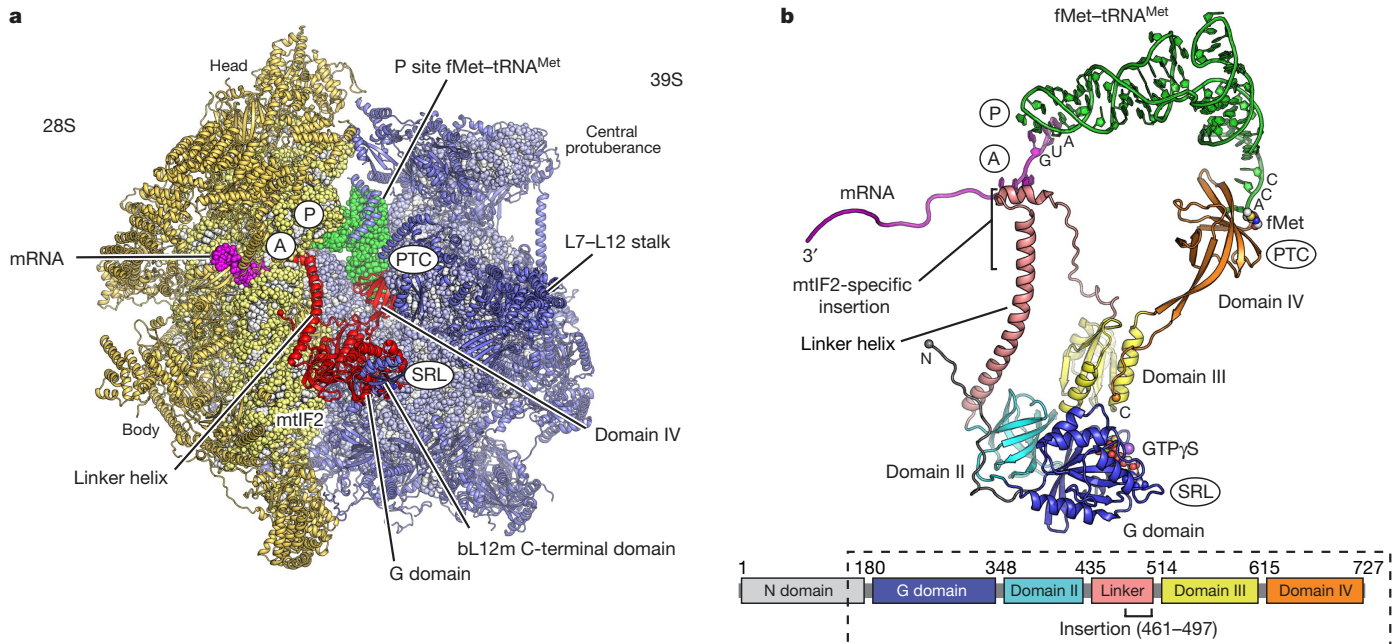 a
Head
P site fMet–tRNAMet
39S
28S
Central
protuberance
P
A
L7–L12 stalk
mRNA
PTC
SRL
mtIF2
Body
Domain IV
Linker helix
bL12m C-terminal domain
G domain
b
fMet–tRNAMet
P
A
G U A
mRNA
C
C
A
fMet
3′
PTC
mtIF2-specific
insertion
Domain IV
Linker helix
N
Domain III
C
GTPγS
Domain II
SRL
G domain
1 180 348 435 514 615 727
N domain G domain Domain II Linker Domain III Domain IV
Insertion (461–497)